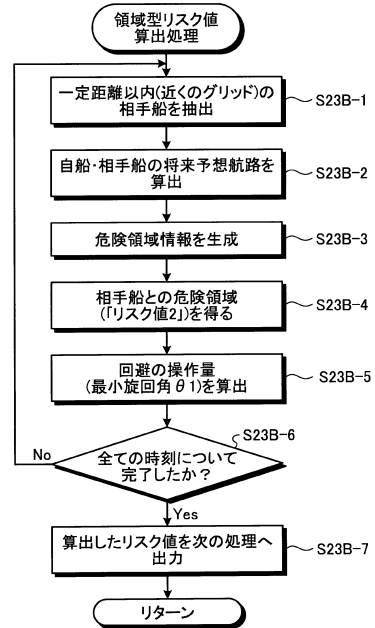 領域型リスク値
算出処理
一定距離以内(近くのグリッド)の
相手船を抽出
S23B-1
自船・相手船の将来予想航路を
算出
S23B-2
危険領域情報を生成
S23B-3
相手船との危険領域
(「リスク値2」)を得る
S23B-4
回避の操作量
(最小旋回角θ1)を算出
S23B-5
S23B-6
No
全ての時刻について
完了したか?
Yes
算出したリスク値を次の処理へ
出力
S23B-7
リターン